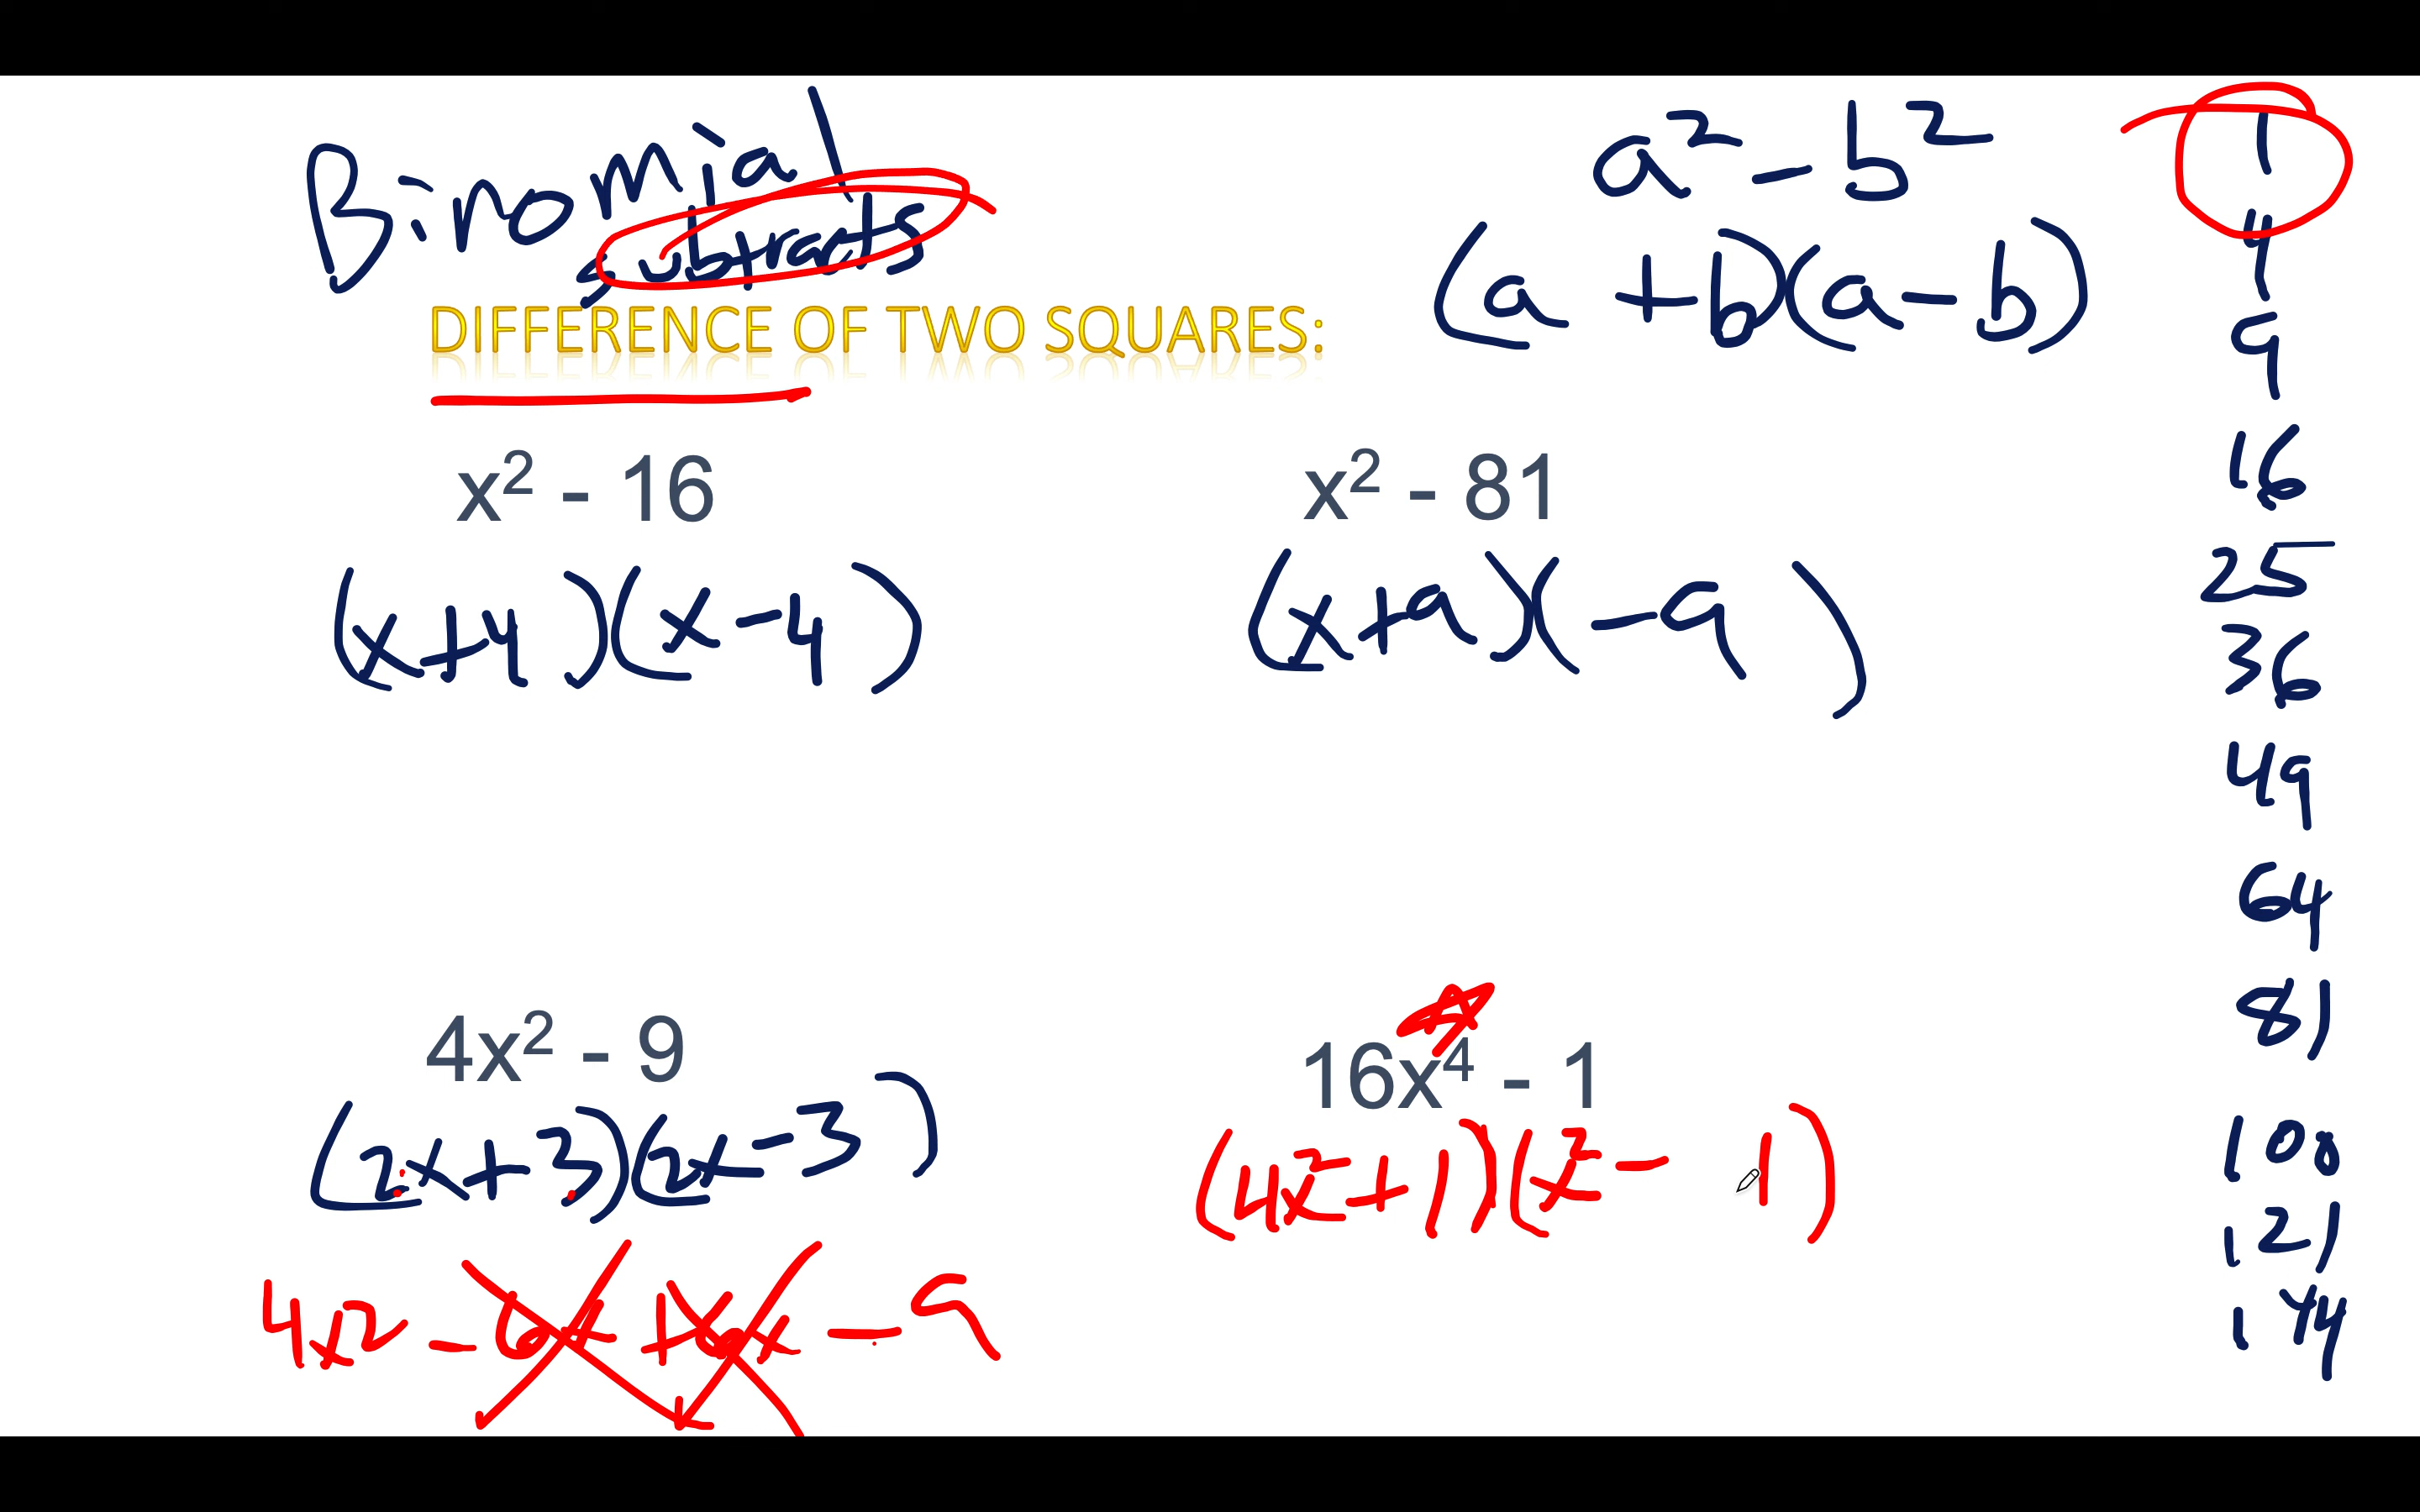 Binomial
subtracts
a² - b²
(a + b)(a - b)
DIFFERENCE OF TWO SQUARES:
x² - 16
(x+4)(x-4)
x² - 81
(x+9)( - 9 )
4x² - 9
(2x+3)(2x-3)
4x2 - 6x + 6x - 9
16x⁴ - 1
(4x²+1)(x² - 1)
1
4
9
16
25
36
49
64
81
100
121
144